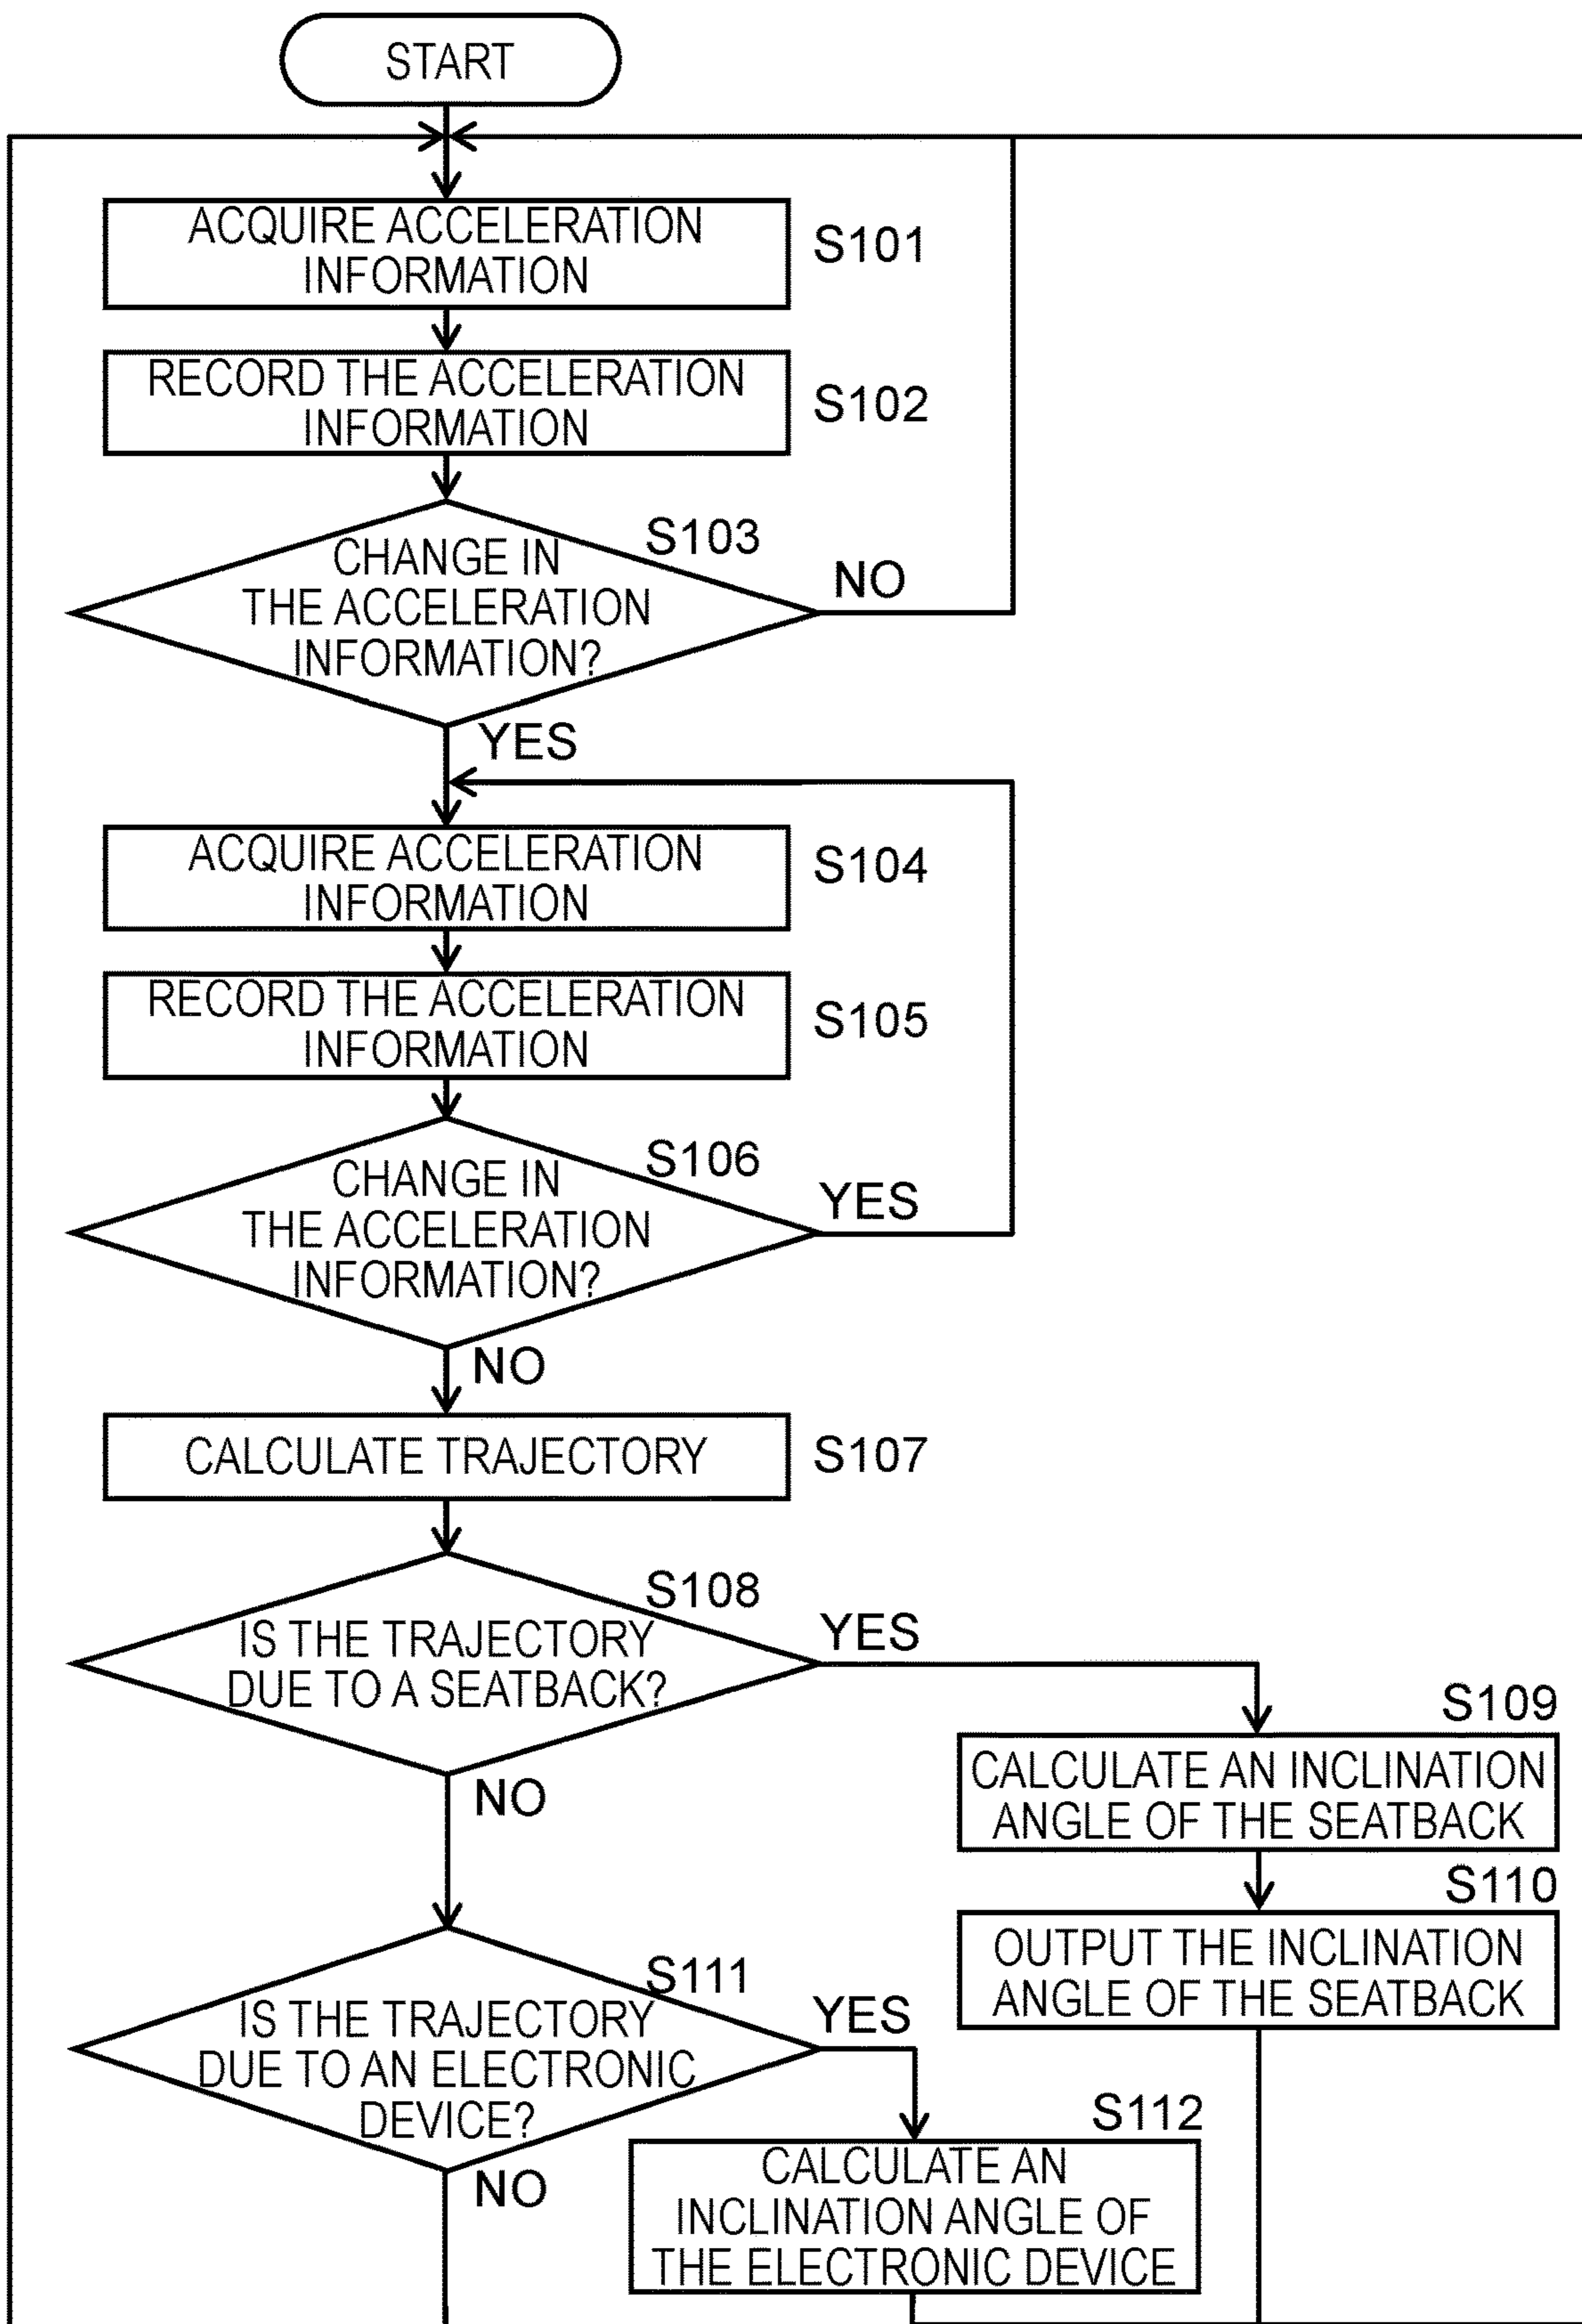 START
ACQUIRE ACCELERATION
INFORMATION
S101
RECORD THE ACCELERATION
INFORMATION
S102
S103
CHANGE IN
THE ACCELERATION
INFORMATION?
NO
YES
ACQUIRE ACCELERATION
INFORMATION
S104
RECORD THE ACCELERATION
INFORMATION
S105
S106
CHANGE IN
THE ACCELERATION
INFORMATION?
YES
NO
CALCULATE TRAJECTORY
S107
S108
IS THE TRAJECTORY
DUE TO A SEATBACK?
YES
NO
S109
CALCULATE AN INCLINATION
ANGLE OF THE SEATBACK
S110
OUTPUT THE INCLINATION
ANGLE OF THE SEATBACK
S111
IS THE TRAJECTORY
DUE TO AN ELECTRONIC
DEVICE?
YES
NO
S112
CALCULATE AN
INCLINATION ANGLE OF
THE ELECTRONIC DEVICE